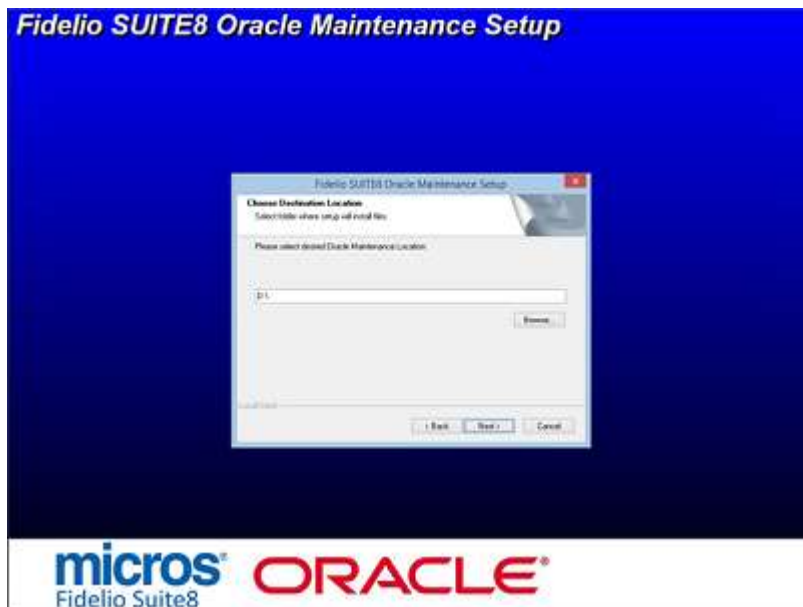 Fidelio SUITE8 Oracle Maintenance Setup
Fidelio SUITE8 Oracle Maintenance Setup
Choose Destination Location
Select folder where setup will install files.
Please select desired Oracle Maintenance Location
D:\
Browse...
< Back
Next >
Cancel
micros
ORACLE
Fidelio Suite8